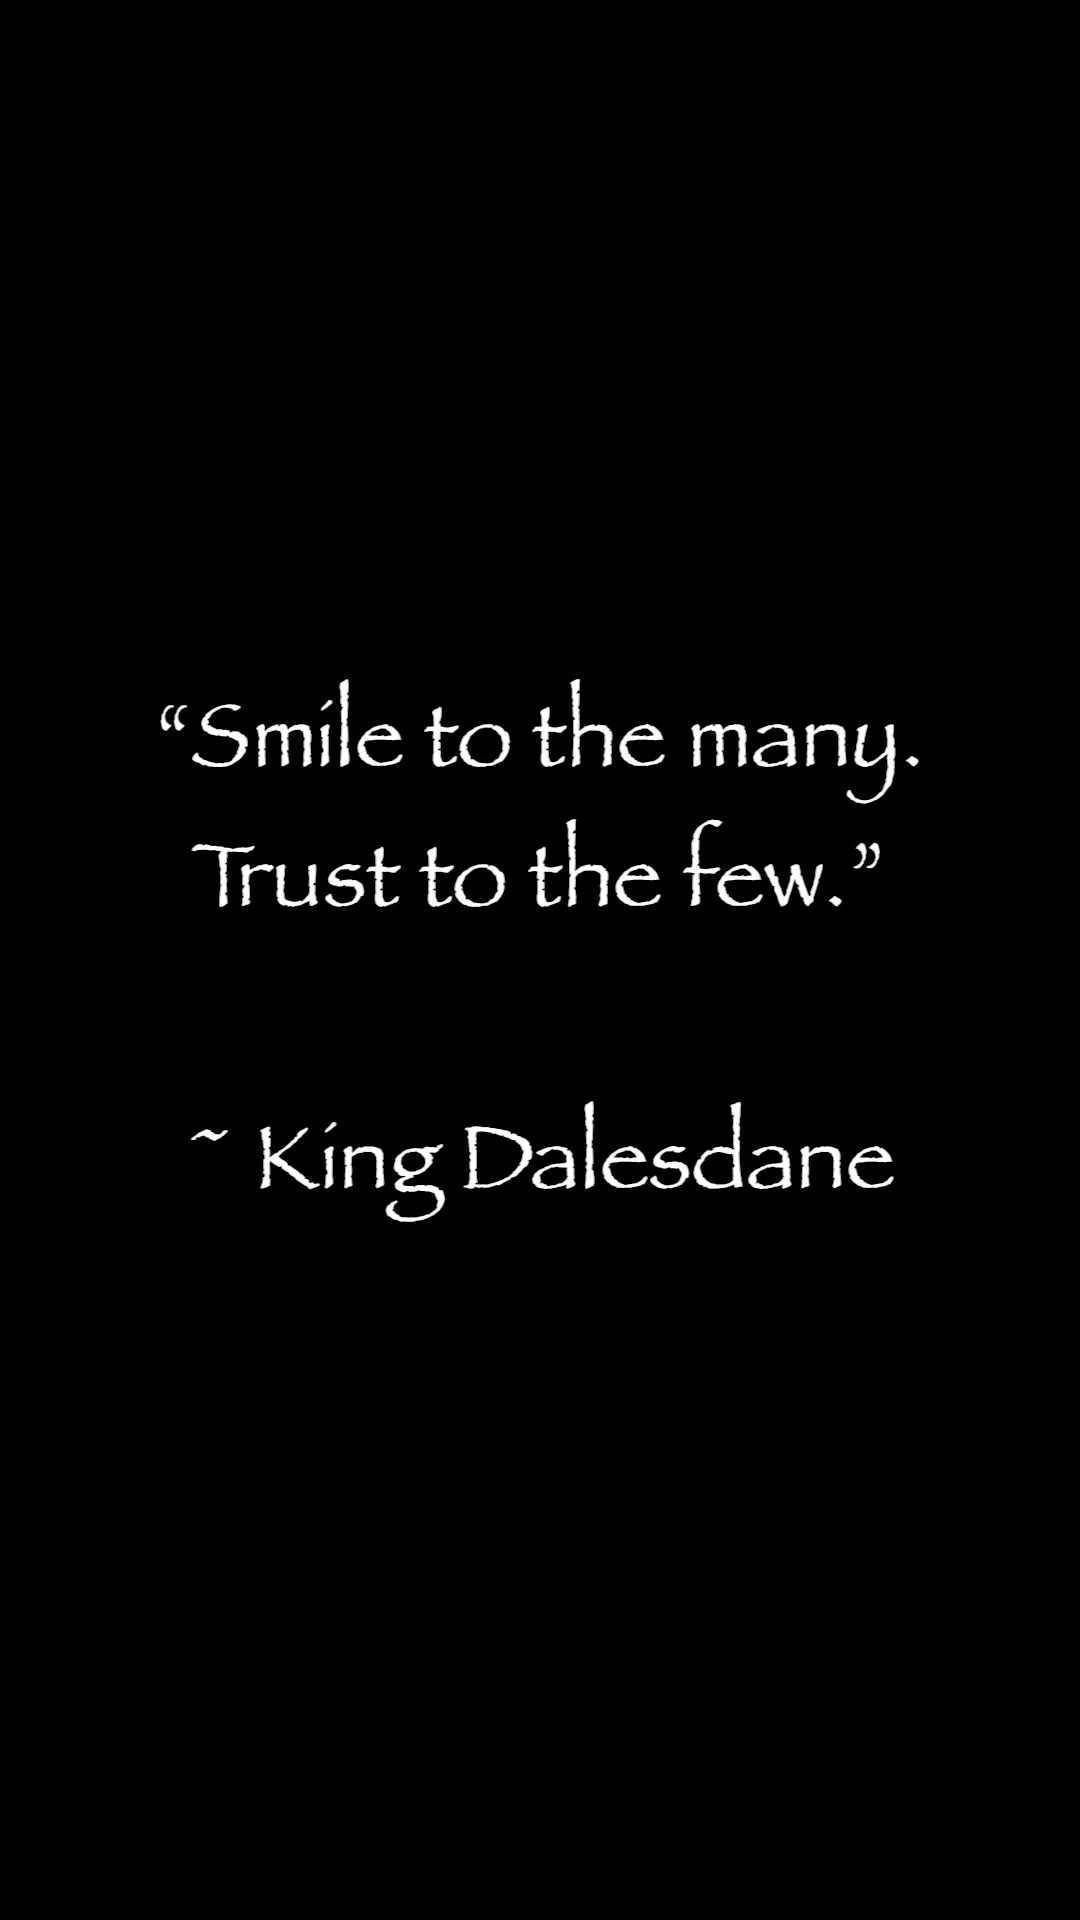 “Smile to the many.
Trust to the few.”
~ King Dalesdane